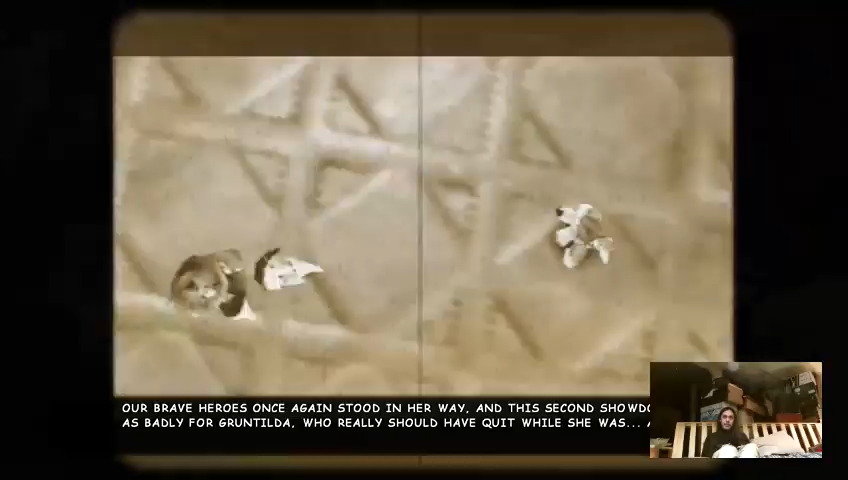 OUR BRAVE HEROES ONCE AGAIN STOOD IN HER WAY, AND THIS SECOND
AS BADLY FOR GRUNTILDA, WHO REALLY SHOULD HAVE QUIT WHILE SHE WAS...